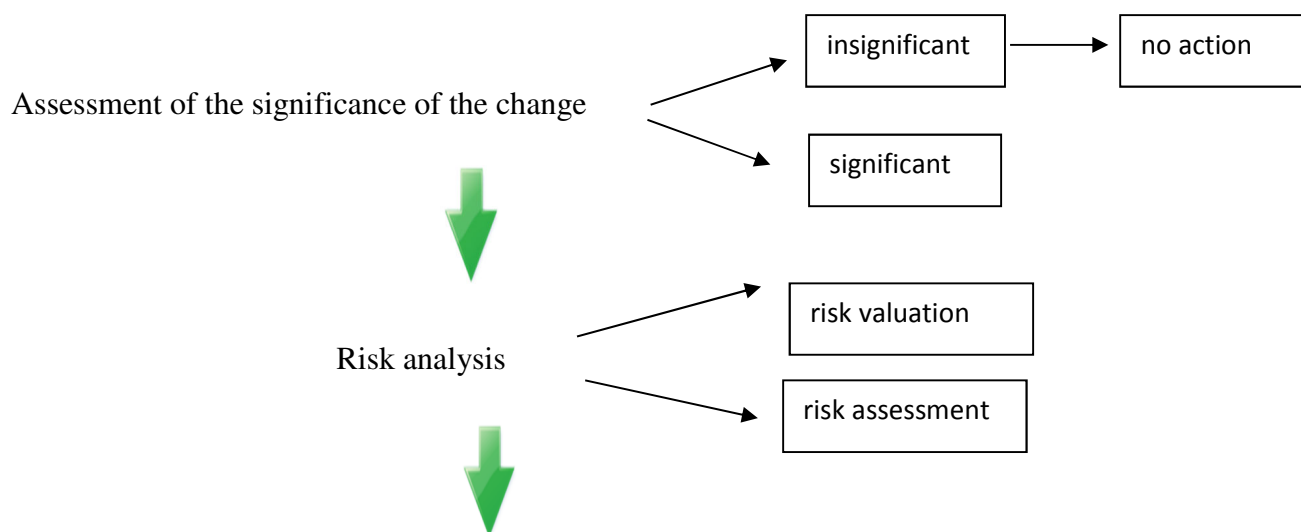 insignificant
no action
Assessment of the significance of the change
significant
risk valuation
Risk analysis
risk assessment